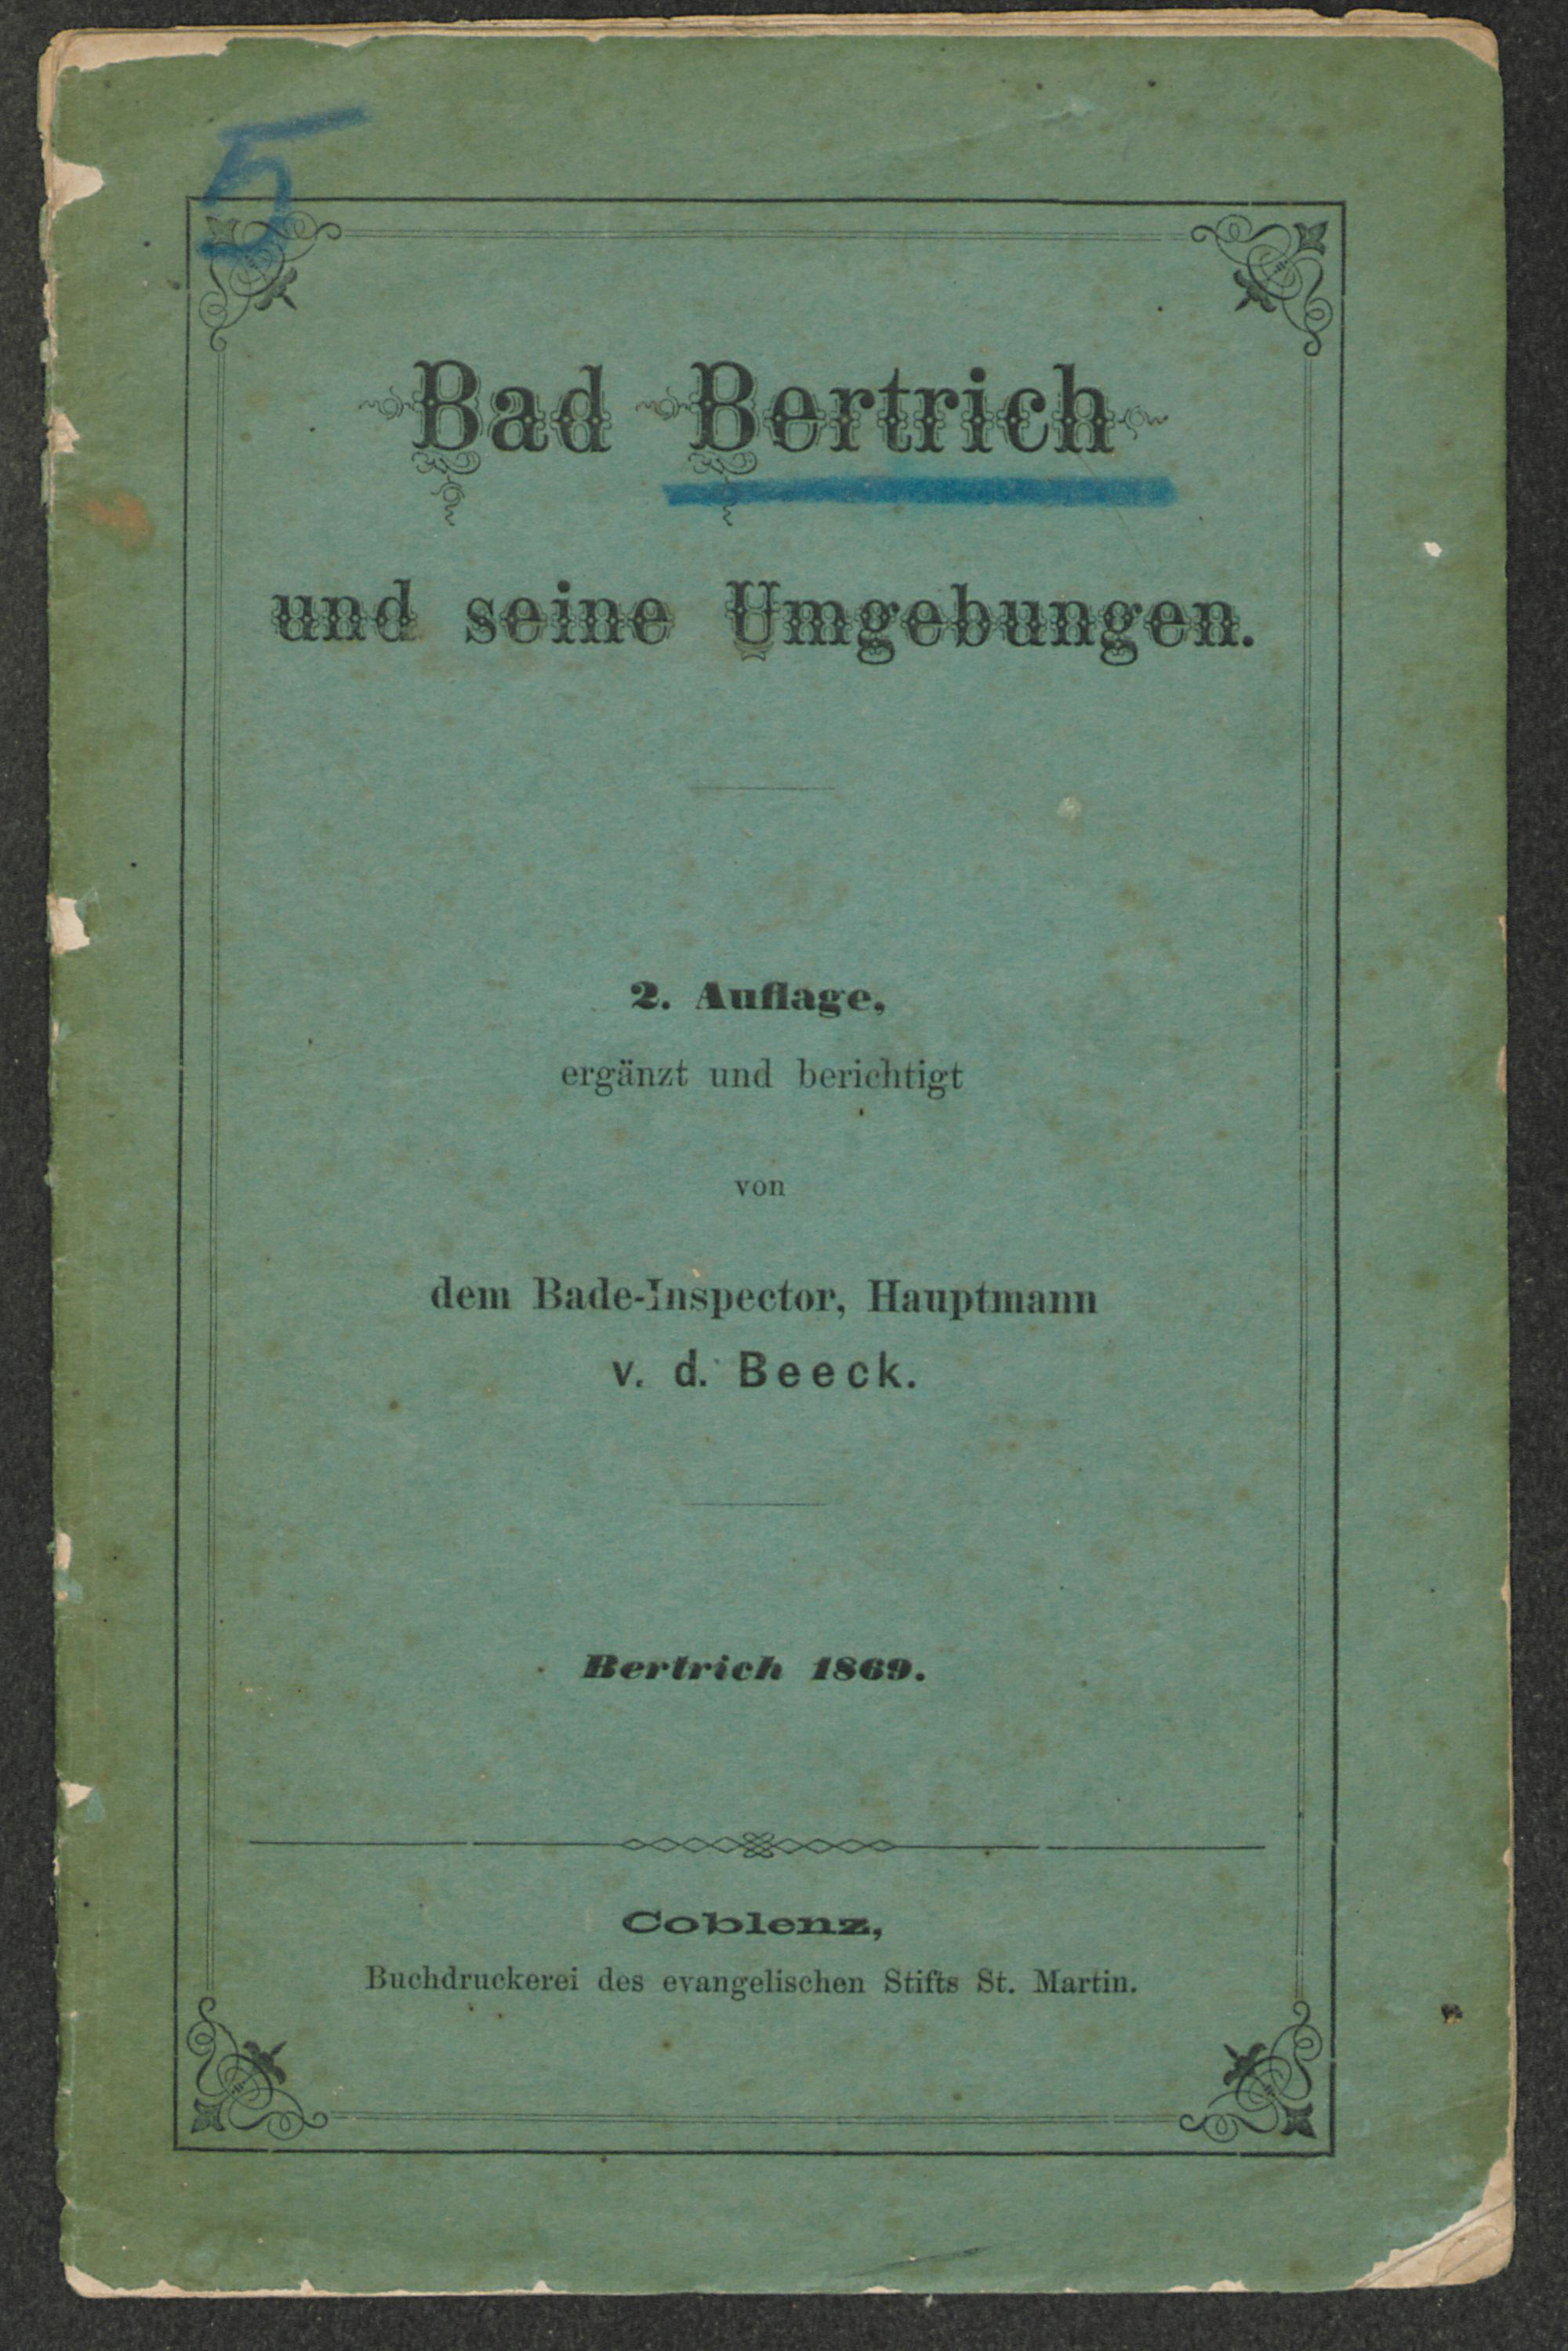 5
Bad Bertrich
und seine Umgebungen.
2. Auflage,
ergänzt und berichtigt
von
dem Bade-Inspector, Hauptmann
v. d. Beeck.
Bertrich 1869.
Coblenz,
Buchdruckerei des evangelischen Stifts St. Martin.